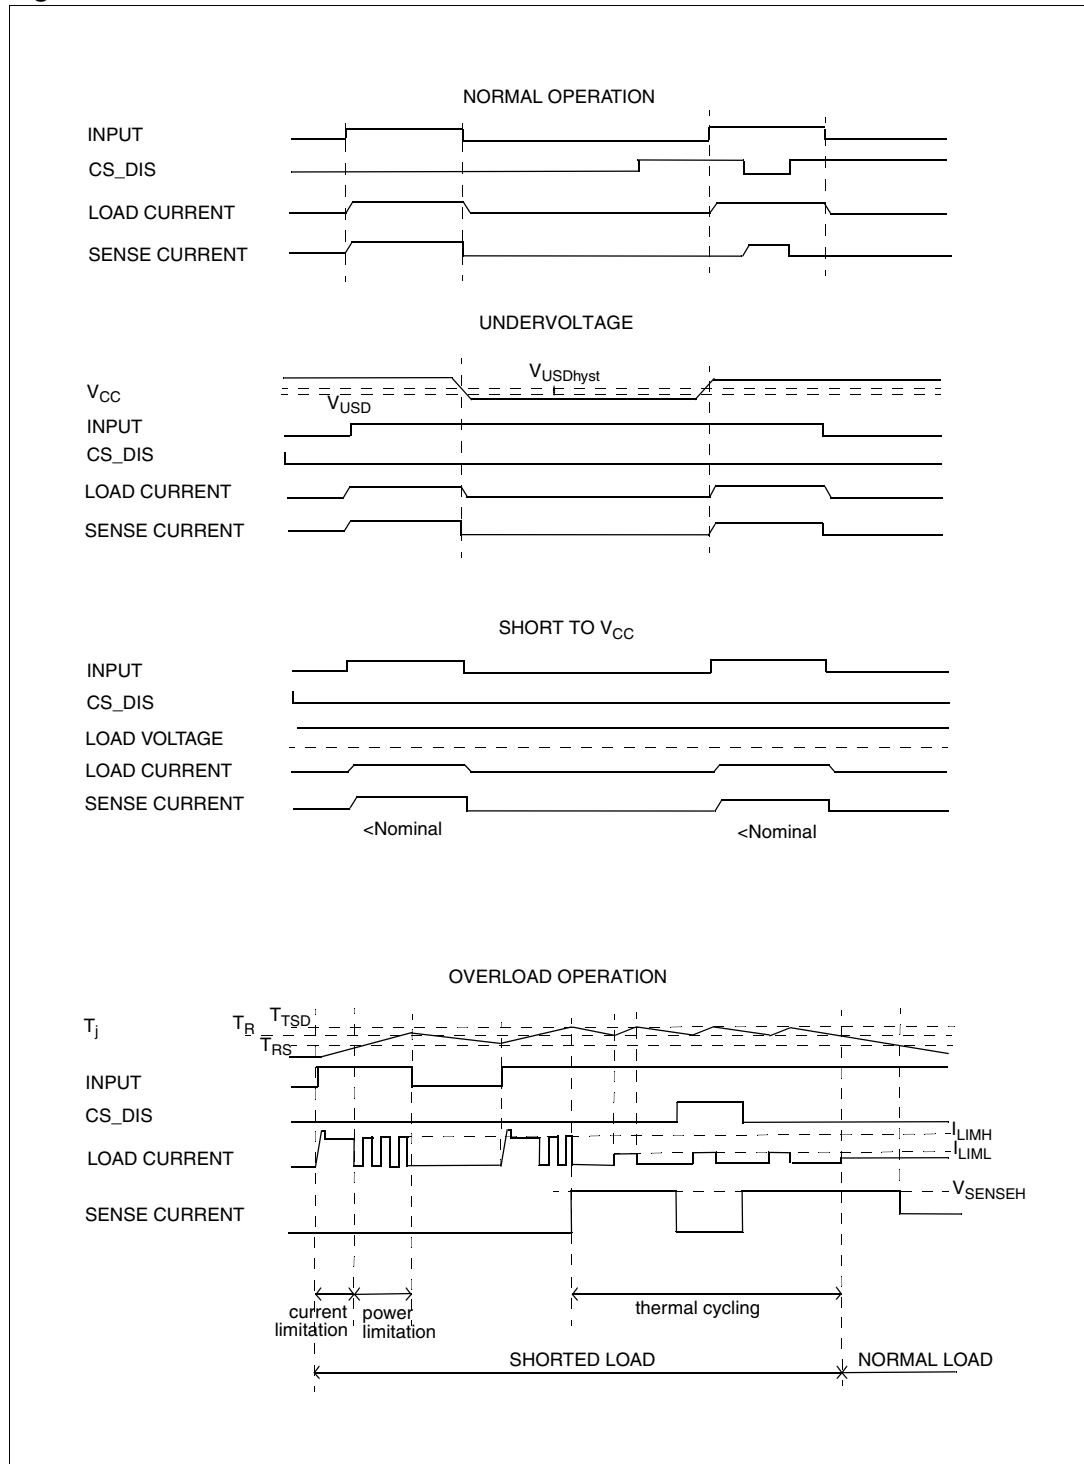 NORMAL OPERATION
INPUT
CS_DIS
LOAD CURRENT
SENSE CURRENT
UNDERVOLTAGE
VUSDhyst
VCC
VUSD
INPUT
CS_DIS
LOAD CURRENT
SENSE CURRENT
SHORT TO VCC
INPUT
CS_DIS
LOAD VOLTAGE
LOAD CURRENT
SENSE CURRENT
<Nominal <Nominal
OVERLOAD OPERATION
Tj TR TTSD
TRS
INPUT
CS_DIS
ILIMH
LOAD CURRENT ILIML
VSENSEH
SENSE CURRENT
current limitation
power limitation
thermal cycling
SHORTED LOAD NORMAL LOAD